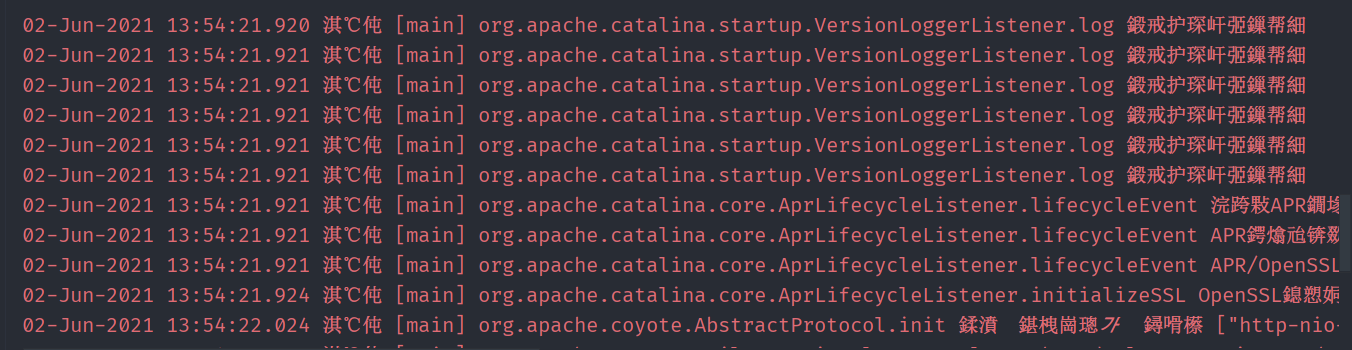 02-Jun-2021 13:54:21.920 淇℃伅 [main] org.apache.catalina.startup.VersionLoggerListener.log 鍛戒护琛屽弬鏁帮細
02-Jun-2021 13:54:21.920 淇℃伅 [main] org.apache.catalina.startup.VersionLoggerListener.log 鍛戒护琛屽弬鏁帮細
02-Jun-2021 13:54:21.921 淇℃伅 [main] org.apache.catalina.startup.VersionLoggerListener.log 鍛戒护琛屽弬鏁帮細
02-Jun-2021 13:54:21.921 淇℃伅 [main] org.apache.catalina.startup.VersionLoggerListener.log 鍛戒护琛屽弬鏁帮細
02-Jun-2021 13:54:21.921 淇℃伅 [main] org.apache.catalina.startup.VersionLoggerListener.log 鍛戒护琛屽弬鏁帮細
02-Jun-2021 13:54:21.921 淇℃伅 [main] org.apache.catalina.startup.VersionLoggerListener.log 鍛戒护琛屽弬鏁帮細
02-Jun-2021 13:54:21.921 淇℃伅 [main] org.apache.catalina.core.AprLifecycleListener.lifecycleEvent 浣跨敤APR鐗
02-Jun-2021 13:54:21.921 淇℃伅 [main] org.apache.catalina.core.AprLifecycleListener.lifecycleEvent APR鍔熻兘锛
02-Jun-2021 13:54:21.921 淇℃伅 [main] org.apache.catalina.core.AprLifecycleListener.lifecycleEvent APR/OpenSSL
02-Jun-2021 13:54:21.924 淇℃伅 [main] org.apache.catalina.core.AprLifecycleListener.initializeSSL OpenSSL鎴愬姛
02-Jun-2021 13:54:22.024 淇℃伅 [main] org.apache.coyote.AbstractProtocol.init ["http-nio-